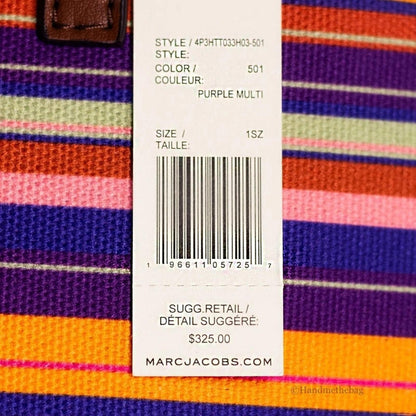 STYLE / 4P3HTT033H03-501
STYLE:
COLOR / 501
COULEUR:
PURPLE MULTI
SIZE / 1SZ
TAILLE:
1 96611 05725 7
SUGG.RETAIL /
DÉTAIL SUGGÉRÉ:
$325.00
MARCJACOBS.COM
@Handmethebag